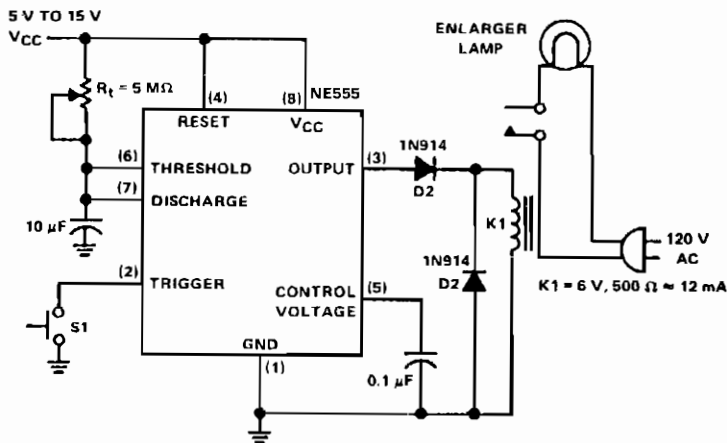 5 V TO 15 V
VCC
Rt = 5 MΩ
(4)
(8)
NE555
RESET
VCC
(6)
THRESHOLD
(7)
DISCHARGE
10 µF
(2)
TRIGGER
S1
OUTPUT
(3)
CONTROL
VOLTAGE
(5)
GND
(1)
0.1 µF
1N914
D2
1N914
D2
K1
ENLARGER
LAMP
120 V
AC
K1 = 6 V, 500 Ω ≈ 12 mA